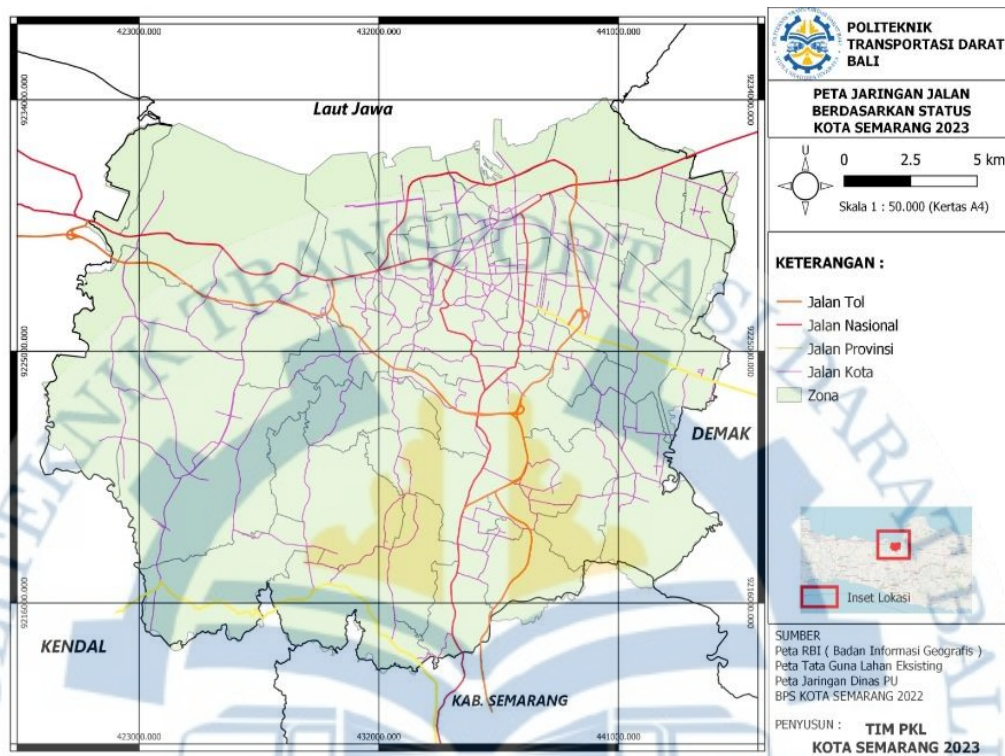 POLITEKNIK
TRANSPORTASI DARAT
BALI
PETA JARINGAN JALAN
BERDASARKAN STATUS
KOTA SEMARANG 2023
U
0 2.5 5 km
Skala 1 : 50.000 (Kertas A4)
KETERANGAN :
Jalan Tol
Jalan Nasional
Jalan Provinsi
Jalan Kota
Zona
Inset Lokasi
SUMBER
Peta RBI ( Badan Informasi Geografis )
Peta Tata Guna Lahan Eksisting
Peta Jaringan Dinas PU
BPS KOTA SEMARANG 2022
PENYUSUN : TIM PKL
KOTA SEMARANG 2023
423000.000 432000.000 441000.000
9234000.000 9234000.000
Laut Jawa
9225000.000 9225000.000
DEMAK
9216000.000 9216000.000
KENDAL
KAB. SEMARANG
423000.000 432000.000 441000.000
TEKNIK TRANSPORTASI DARAT BAL